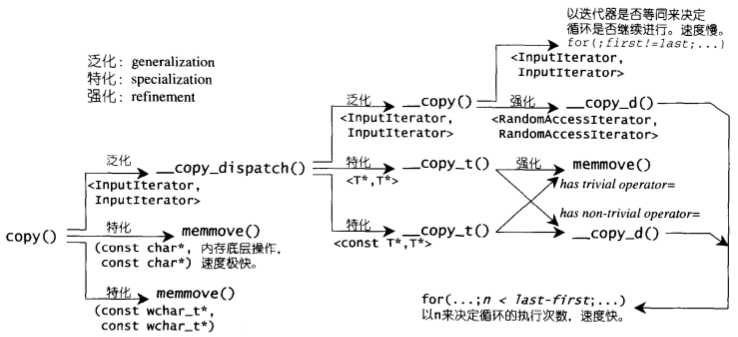 以迭代器是否等同来决定
循环是否继续进行。速度慢。
for(;first!=last;...)
泛化：generalization
特化：specialization
强化：refinement
<InputIterator,
InputIterator>
泛化
__copy()
强化
__copy_d()
<InputIterator,
InputIterator>
<RandomAccessIterator,
RandomAccessIterator>
泛化
__copy_dispatch()
特化
__copy_t()
强化
memmove()
<InputIterator,
InputIterator>
<T*,T*>
has trivial operator=
copy()
特化
memmove()
特化
__copy_t()
has non-trivial operator=
__copy_d()
(const char*, 内存底层操作，
const char*) 速度极快。
<const T*,T*>
特化
memmove()
(const wchar_t*,
const wchar_t*)
for(...;n < last-first;...)
以n来决定循环的执行次数，速度快。